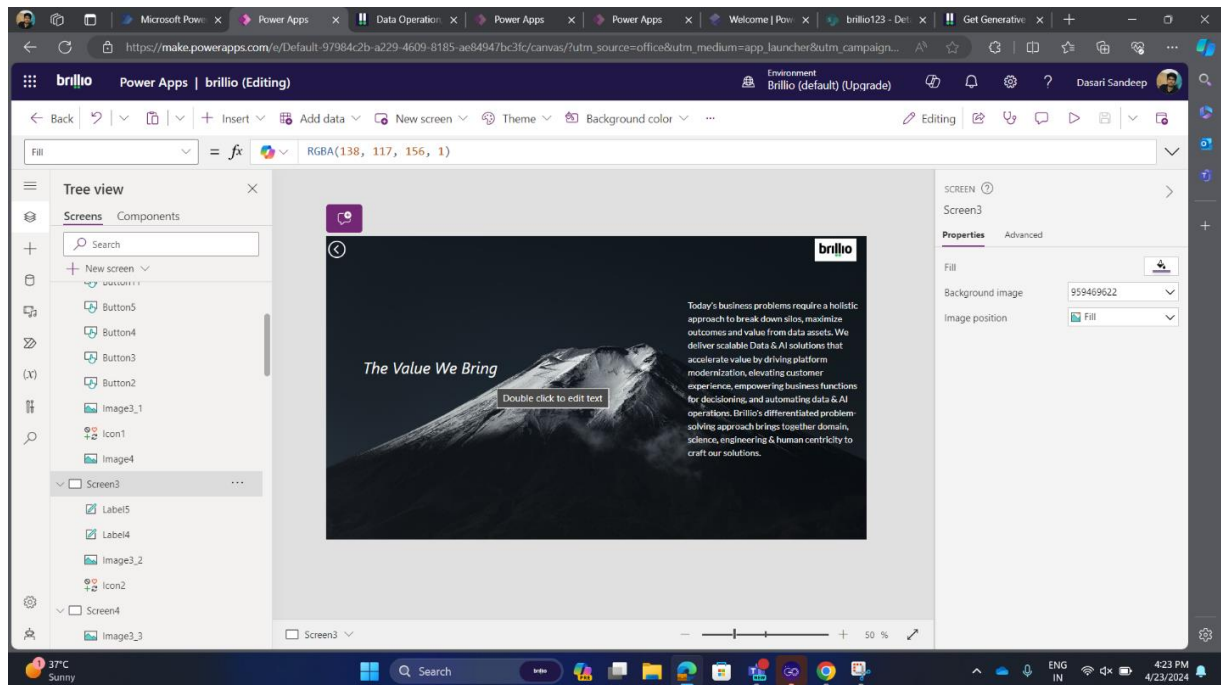 Microsoft Powe
Power Apps
Data Operation
Power Apps
Power Apps
Welcome | Pow
brillio123 - Def
Get Generative
https://make.powerapps.com/e/Default-97984c2b-a229-4609-8185-ae84947bc3fc/canvas/?utm_source=office&utm_medium=app_launcher&utm_campaign...
brillio
Power Apps | brillio (Editing)
Environment
Brillio (default) (Upgrade)
Dasari Sandeep
Back
Insert
Add data
New screen
Theme
Background color
Editing
Fill
= fx
RGBA(138, 117, 156, 1)
Tree view
Screens
Components
Search
New screen
Button11
Button5
Button4
Button3
Button2
Image3_1
Icon1
Image4
Screen3
Label5
Label4
Image3_2
Icon2
Screen4
Image3_3
brillio
The Value We Bring
Double click to edit text
Today's business problems require a holistic
approach to break down silos, maximize
outcomes and value from data assets. We
deliver scalable Data & AI solutions that
accelerate value by driving platform
modernization, elevating customer
experience, empowering business functions
for decisioning, and automating data & AI
operations. Brillio's differentiated problem-
solving approach brings together domain,
science, engineering & human centricity to
craft our solutions.
SCREEN
Screen3
Properties
Advanced
Fill
Background image
959469622
Image position
Fill
Screen3
50 %
1
37°C
Sunny
Search
ENG
IN
4:23 PM
4/23/2024